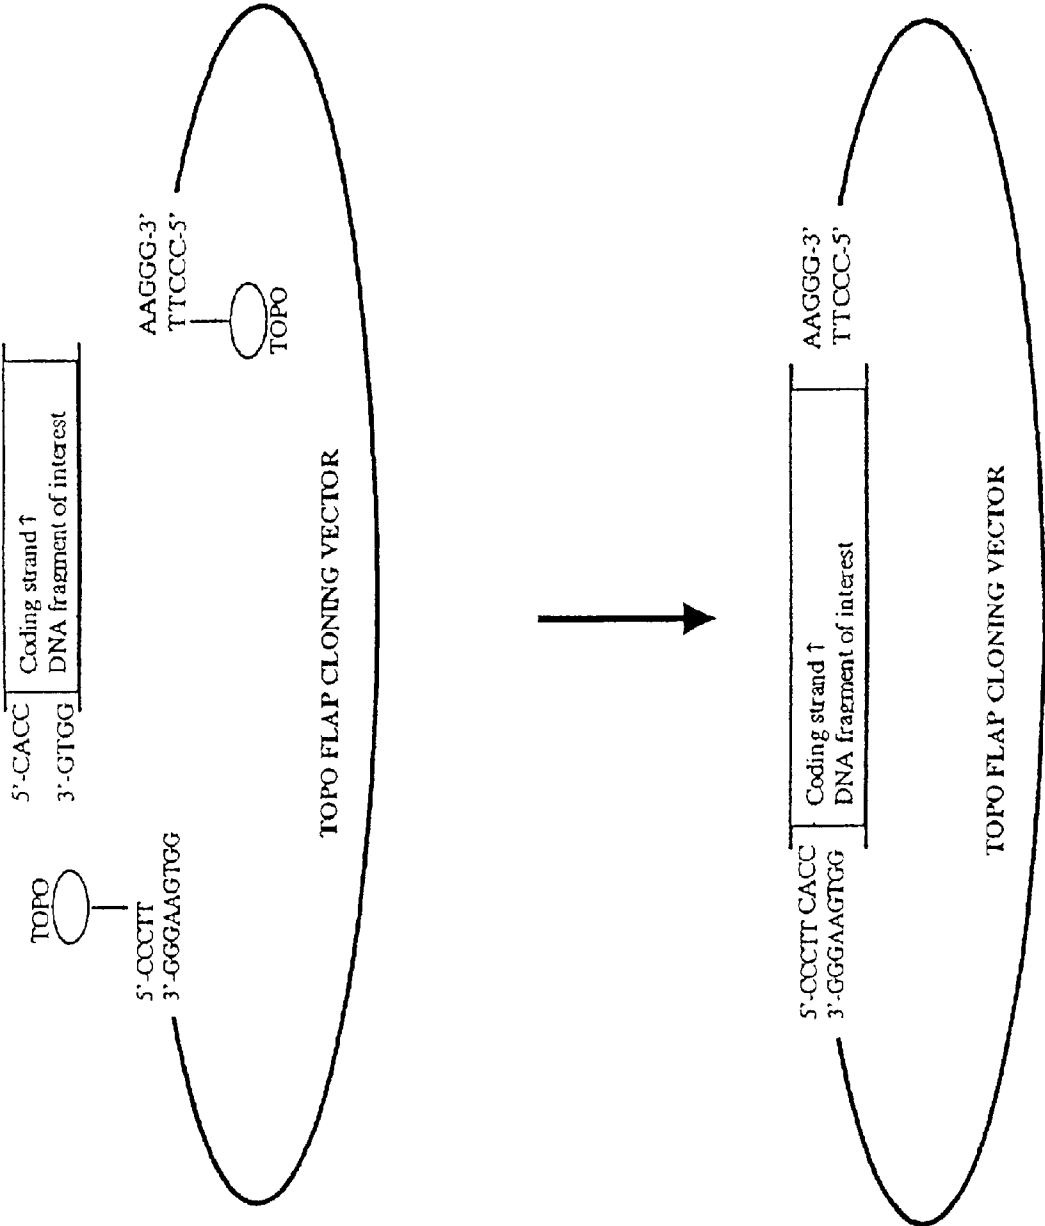 5'-CACC
3'-GTGG
Coding strand↑
DNA fragment of interest
TOPO
5'-CCCTT
3'-GGGAAGTGG
AAGGG-3'
TTCCC-5'
TOPO
TOPO FLAP CLONING VECTOR
5'-CCCTT CACC
3'-GGGAAGTGG
Coding strand↑
DNA fragment of interest
AAGGG-3'
TTCCC-5'
TOPO FLAP CLONING VECTOR